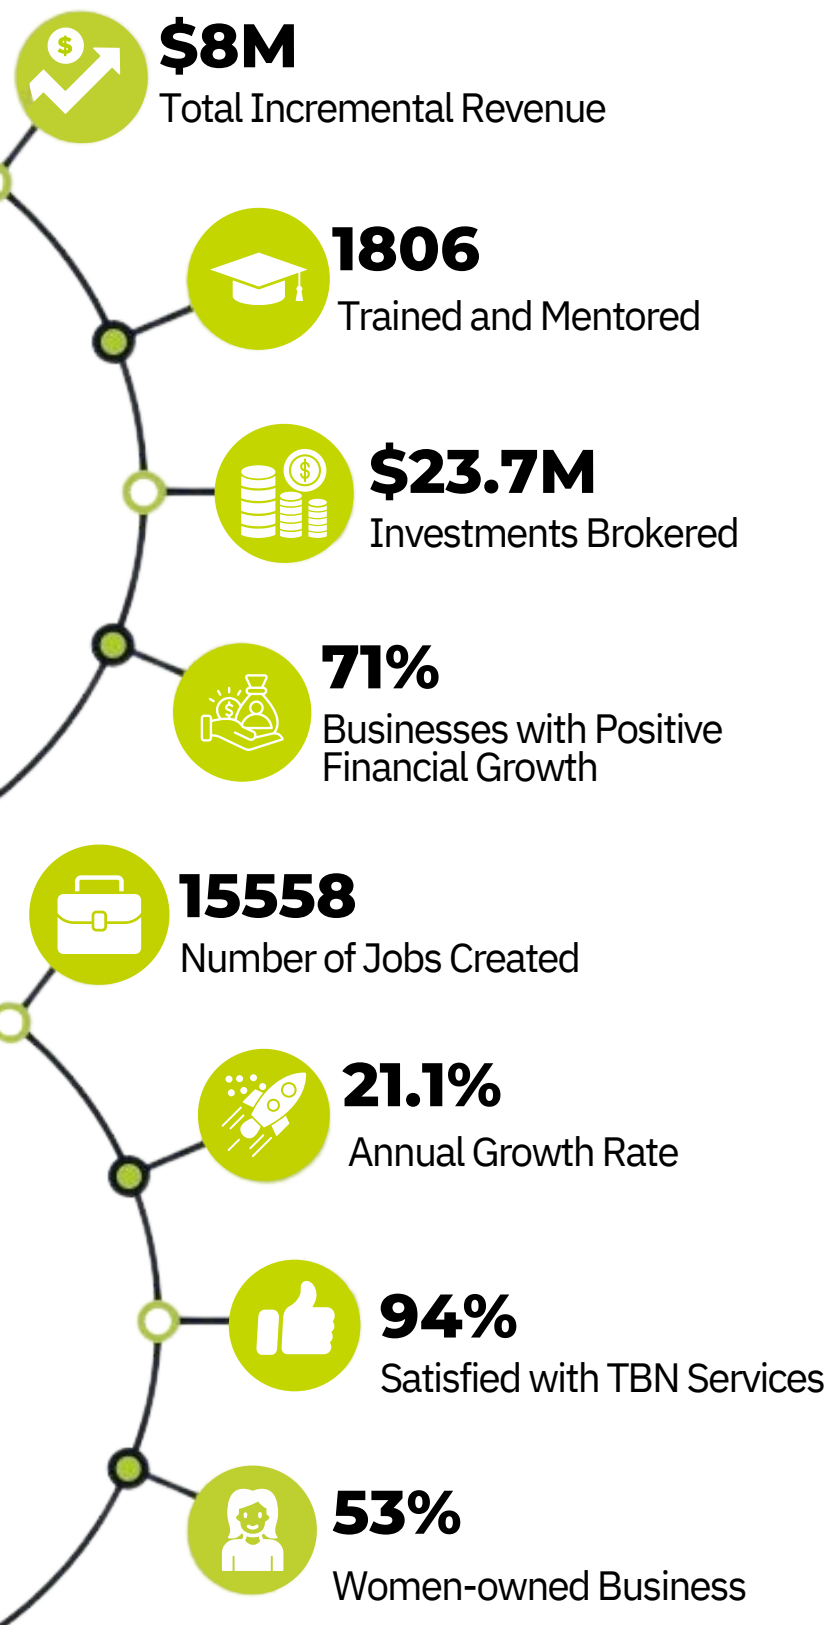 $
$8M
Total Incremental Revenue
1806
Trained and Mentored
$
$23.7M
Investments Brokered
$
71%
Businesses with Positive
Financial Growth
15558
Number of Jobs Created
21.1%
Annual Growth Rate
94%
Satisfied with TBN Services
53%
Women-owned Business